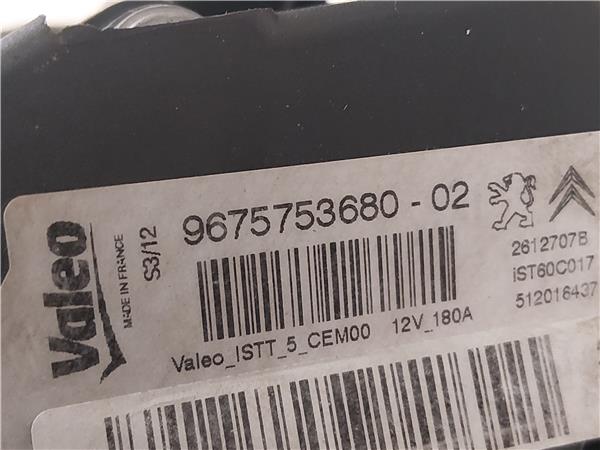 Valeo
MADE IN FRANCE
S3/12
9675753680 - 02
Valeo_ISTT_5_CEM00 12V_180A
2612707B
iST60C017
512016437